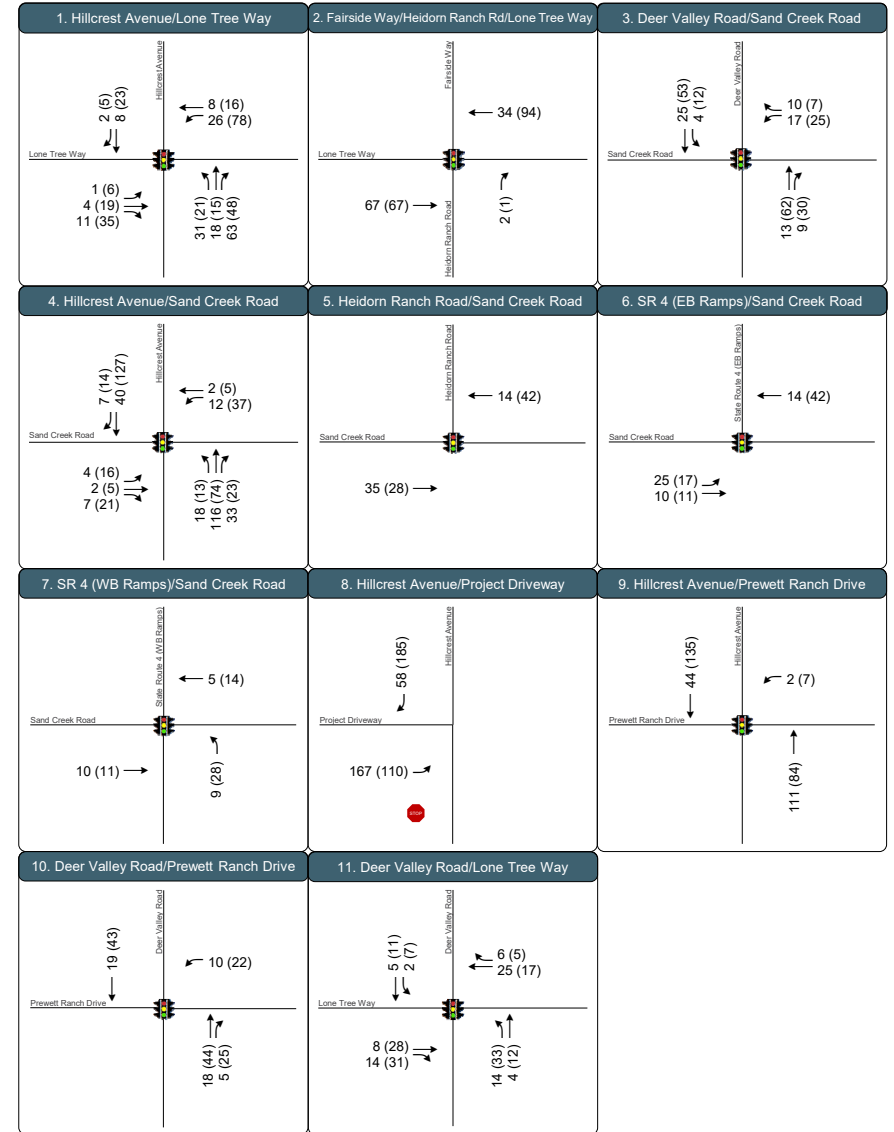 1. Hillcrest Avenue/Lone Tree Way
Hillcrest Avenue
2 (5)
8 (23)
8 (16)
26 (78)
Lone Tree Way
1 (6)
4 (19)
11 (35)
31 (21)
18 (15)
63 (48)
2. Fairside Way/Heidorn Ranch Rd/Lone Tree Way
Fairside Way
34 (94)
Lone Tree Way
67 (67)
Heidorn Ranch Road
2 (1)
3. Deer Valley Road/Sand Creek Road
Deer Valley Road
25 (53)
4 (12)
10 (7)
17 (25)
Sand Creek Road
13 (62)
9 (30)
4. Hillcrest Avenue/Sand Creek Road
Hillcrest Avenue
7 (14)
40 (127)
2 (5)
12 (37)
Sand Creek Road
4 (16)
2 (5)
7 (21)
18 (13)
116 (74)
33 (23)
5. Heidorn Ranch Road/Sand Creek Road
Heidorn Ranch Road
14 (42)
Sand Creek Road
35 (28)
6. SR 4 (EB Ramps)/Sand Creek Road
State Route 4 (EB Ramps)
14 (42)
Sand Creek Road
25 (17)
10 (11)
7. SR 4 (WB Ramps)/Sand Creek Road
State Route 4 (WB Ramps)
5 (14)
Sand Creek Road
10 (11)
9 (28)
8. Hillcrest Avenue/Project Driveway
Hillcrest Avenue
58 (185)
Project Driveway
167 (110)
STOP
9. Hillcrest Avenue/Prewett Ranch Drive
Hillcrest Avenue
44 (135)
2 (7)
Prewett Ranch Drive
111 (84)
10. Deer Valley Road/Prewett Ranch Drive
Deer Valley Road
19 (43)
10 (22)
Prewett Ranch Drive
18 (44)
5 (25)
11. Deer Valley Road/Lone Tree Way
Deer Valley Road
5 (11)
2 (7)
6 (5)
25 (17)
Lone Tree Way
8 (28)
14 (31)
14 (33)
4 (12)